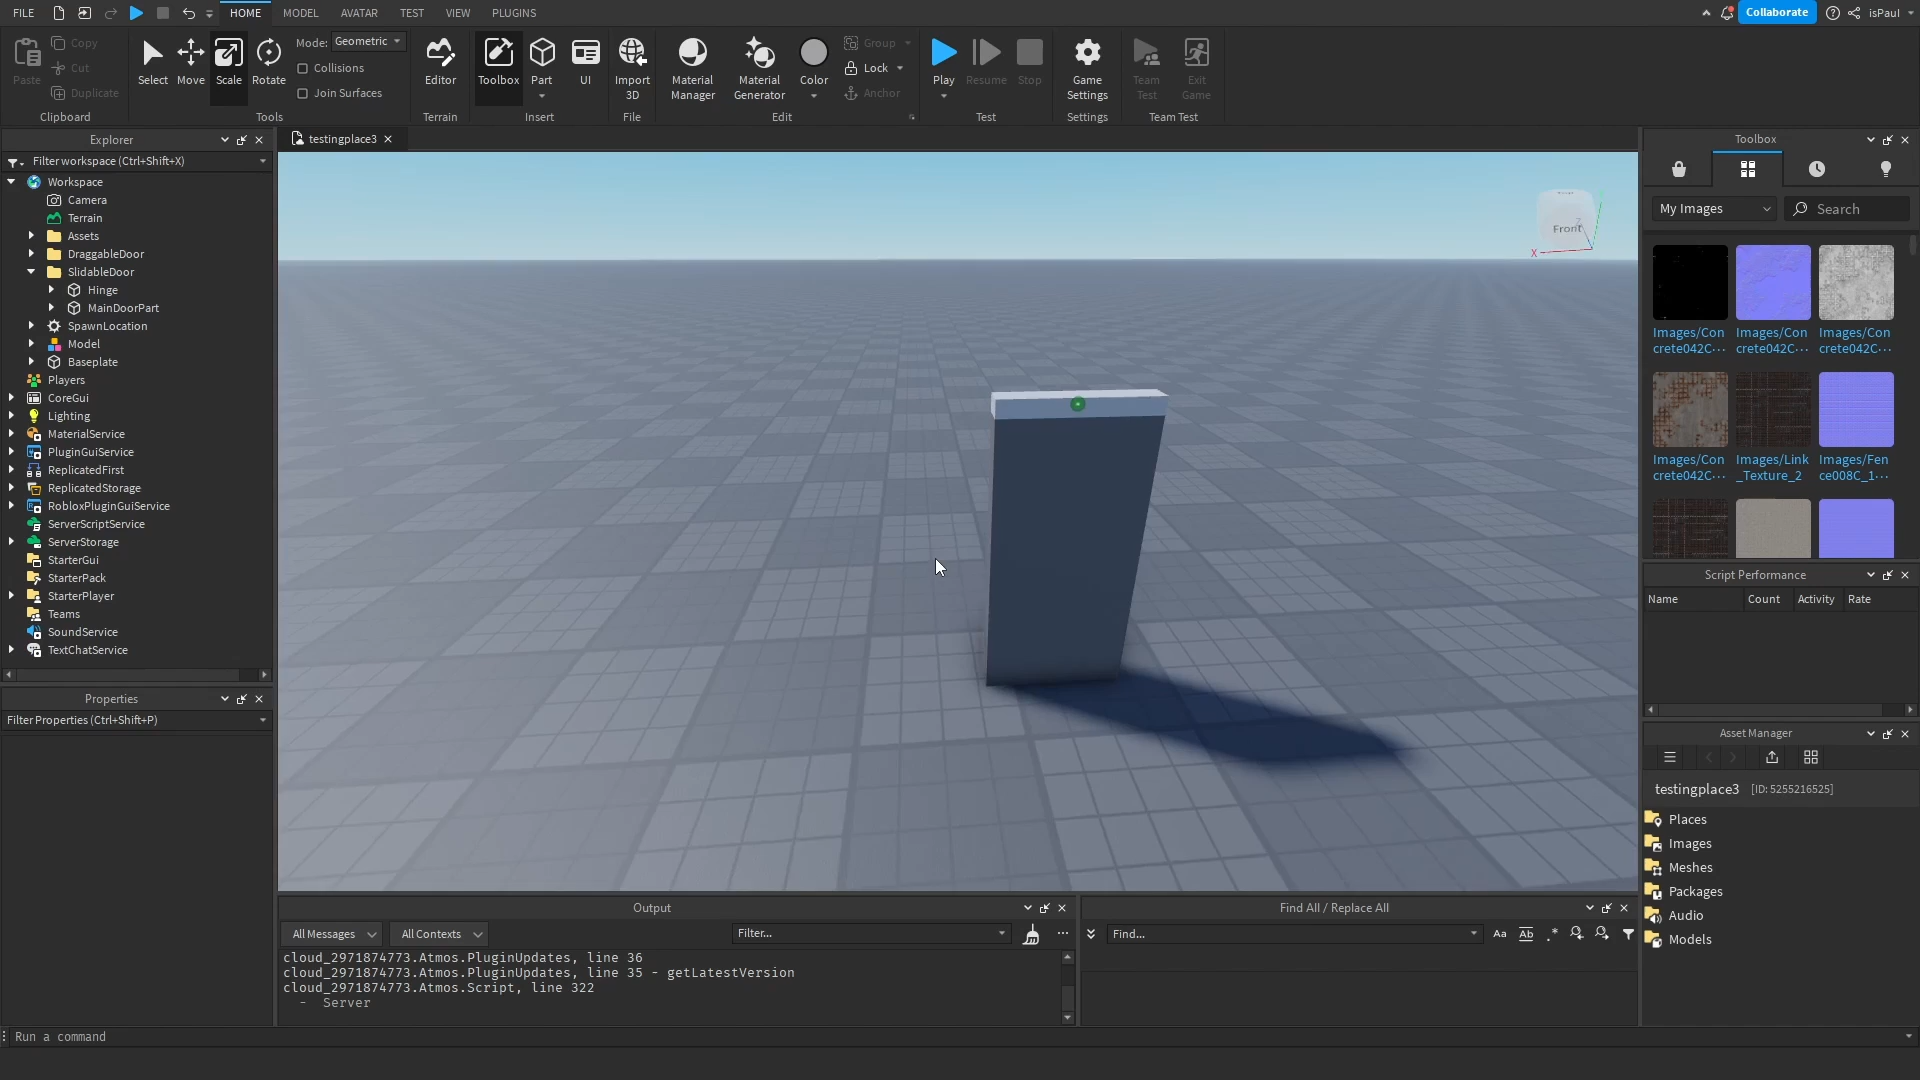 FILE
HOME
MODEL
AVATAR
TEST
VIEW
PLUGINS
Collaborate
isPaul
Paste
Copy
Cut
Duplicate
Clipboard
Select
Move
Scale
Rotate
Mode: Geometric
Collisions
Join Surfaces
Tools
Editor
Terrain
Toolbox
Part
UI
Insert
Import
3D
File
Material
Manager
Material
Generator
Color
Group
Lock
Anchor
Edit
Play
Resume
Stop
Test
Game
Settings
Settings
Team
Test
Exit
Game
Team Test
Explorer
Filter workspace (Ctrl+Shift+X)
Workspace
Camera
Terrain
Assets
DraggableDoor
SlidableDoor
Hinge
MainDoorPart
SpawnLocation
Model
Baseplate
Players
CoreGui
Lighting
MaterialService
PluginGuiService
ReplicatedFirst
ReplicatedStorage
RobloxPluginGuiService
ServerScriptService
ServerStorage
StarterGui
StarterPack
StarterPlayer
Teams
SoundService
TextChatService
Properties
Filter Properties (Ctrl+Shift+P)
testingplace3
Front
X
Z
Output
All Messages
All Contexts
Filter...
cloud_2971874773.Atmos.PluginUpdates, line 36
cloud_2971874773.Atmos.PluginUpdates, line 35 - getLatestVersion
cloud_2971874773.Atmos.Script, line 322
- Server
Find All / Replace All
Find...
Aa
Ab
.*
Toolbox
My Images
Search
Images/Con
crete042C...
Images/Con
crete042C...
Images/Con
crete042C...
Images/Con
crete042C...
Images/Link
_Texture_2
Images/Fen
ce008C_1...
Script Performance
Name
Count
Activity
Rate
Asset Manager
testingplace3 [ID: 5255216525]
Places
Images
Meshes
Packages
Audio
Models
Run a command